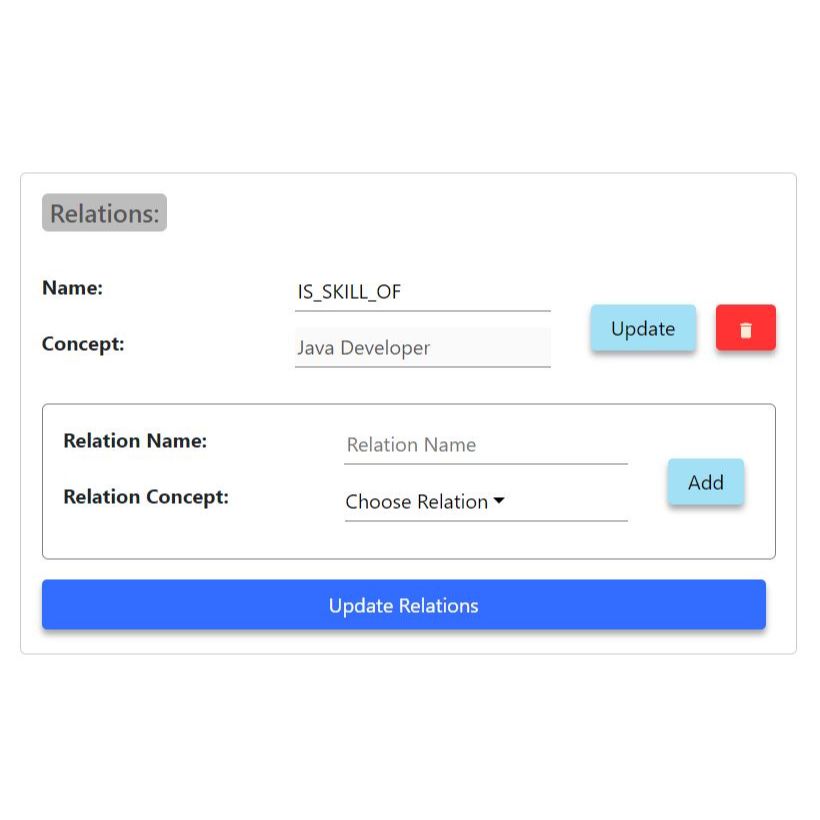 Relations:
Name:
IS_SKILL_OF
Update
Concept:
Java Developer
Relation Name:
Relation Name
Add
Relation Concept:
Choose Relation
Update Relations